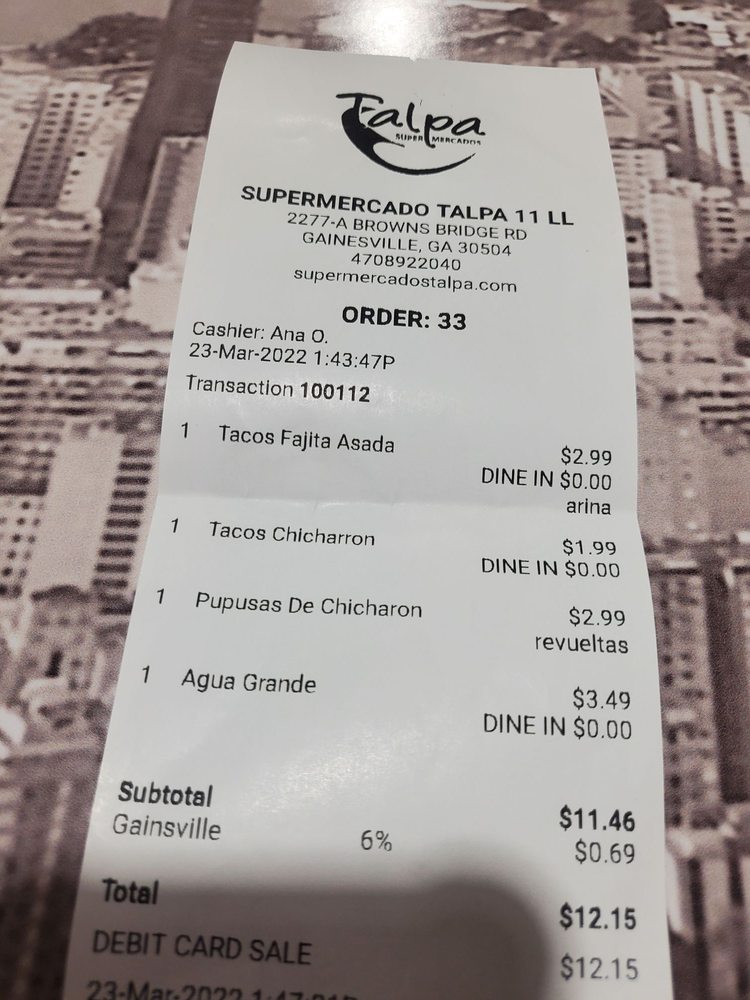 Talpa
SUPER MERCADOS
SUPERMERCADO TALPA 11 LL
2277-A BROWNS BRIDGE RD
GAINESVILLE, GA 30504
4708922040
supermercadostalpa.com
ORDER: 33
Cashier: Ana O.
23-Mar-2022 1:43:47P
Transaction 100112
1 Tacos Fajita Asada $2.99
DINE IN $0.00
arina
1 Tacos Chicharron $1.99
DINE IN $0.00
1 Pupusas De Chicharon $2.99
revueltas
1 Agua Grande $3.49
DINE IN $0.00
Subtotal $11.46
Gainsville 6% $0.69
Total $12.15
DEBIT CARD SALE $12.15
23-Mar-2022